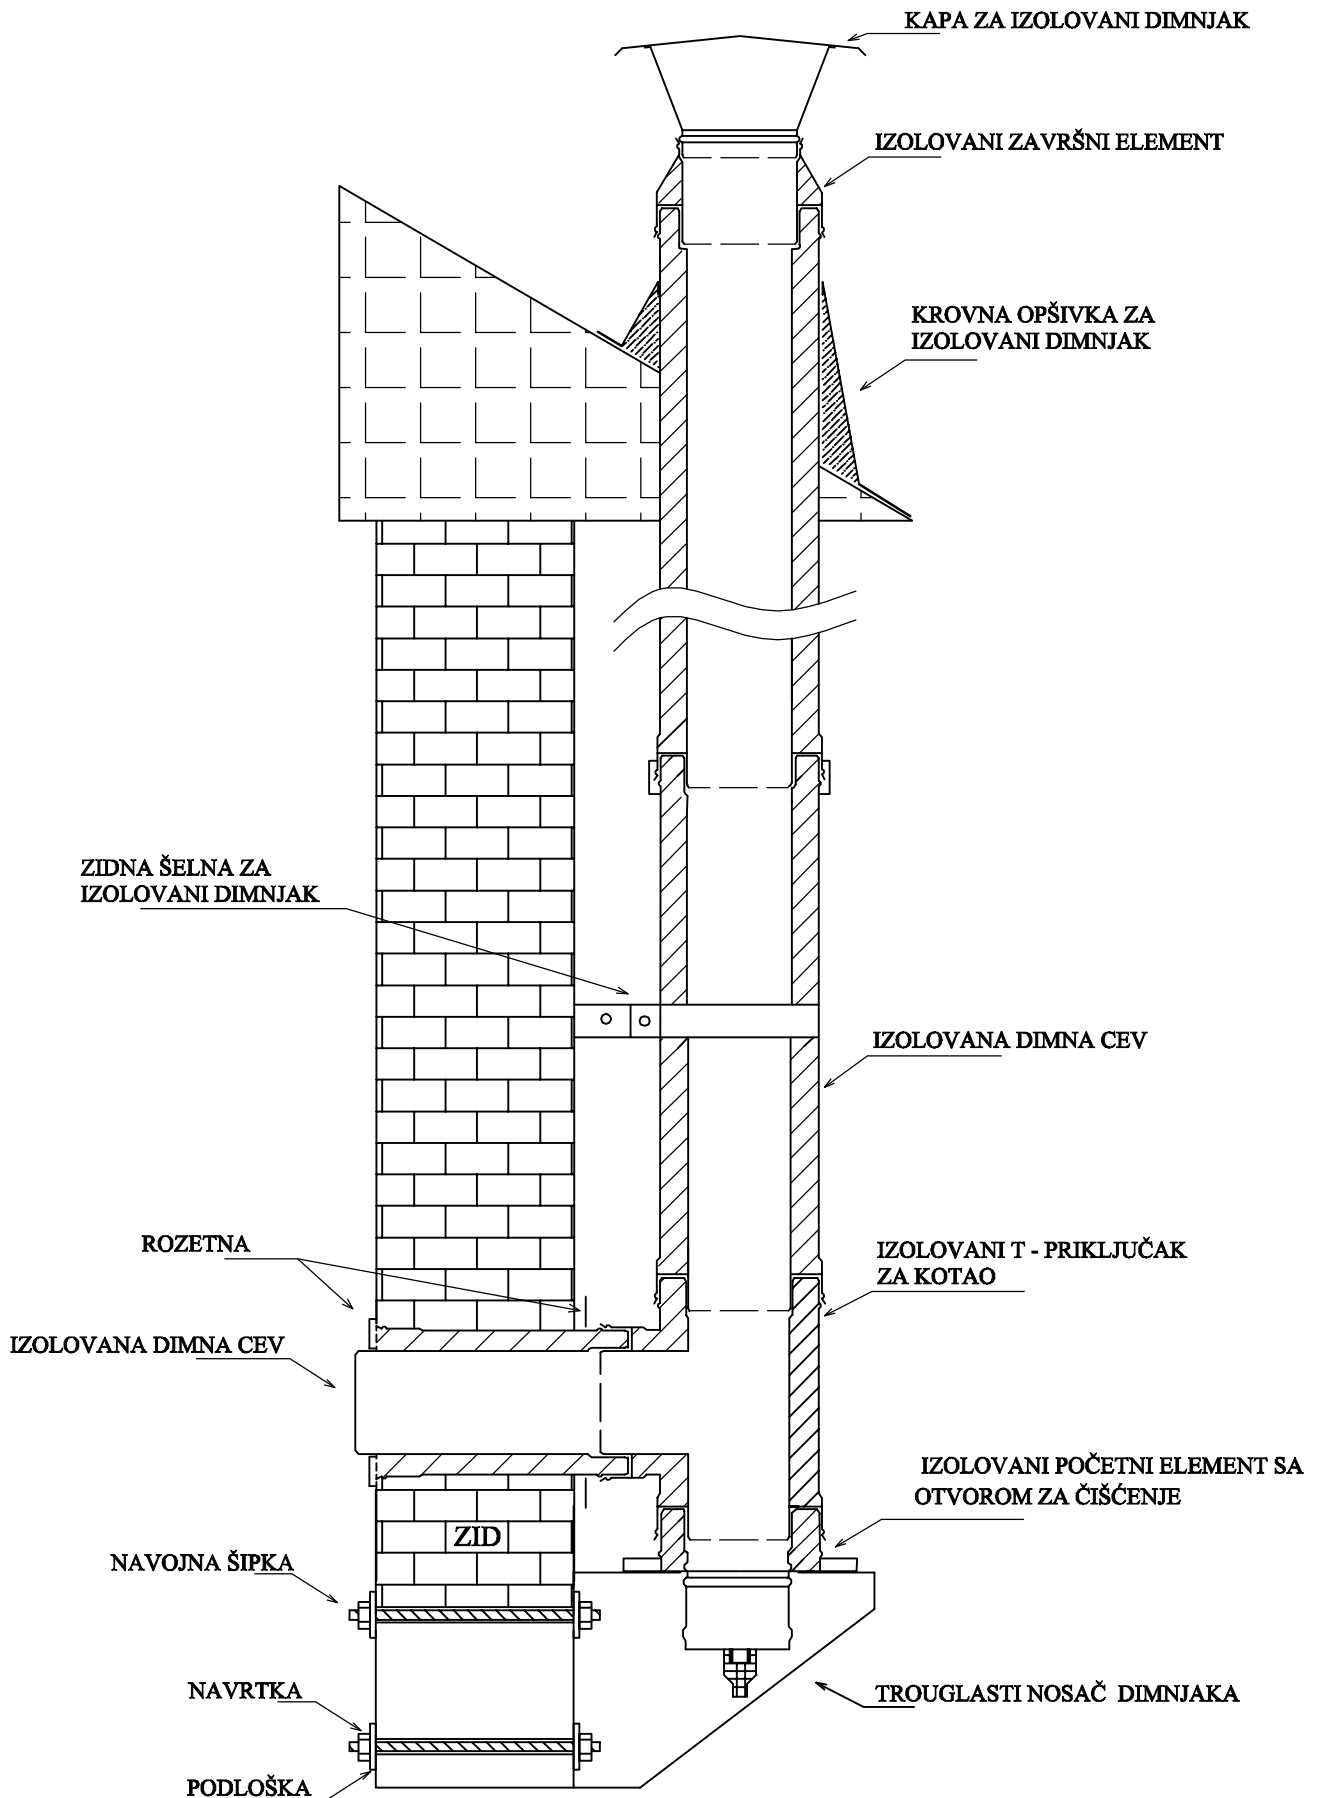 KAPA ZA IZOLOVANI DIMNJAK
IZOLOVANI ZAVRŠNI ELEMENT
KROVNA OPŠIVKA ZA
IZOLOVANI DIMNJAK
ZIDNA ŠELNA ZA
IZOLOVANI DIMNJAK
IZOLOVANA DIMNA CEV
ROZETNA
IZOLOVANI T - PRIKLJUČAK
ZA KOTAO
IZOLOVANA DIMNA CEV
IZOLOVANI POČETNI ELEMENT SA
OTVOROM ZA ČIŠĆENJE
ZID
NAVOJNA ŠIPKA
NAVRTKA
TROUGLASTI NOSAČ DIMNJAKA
PODLOŠKA